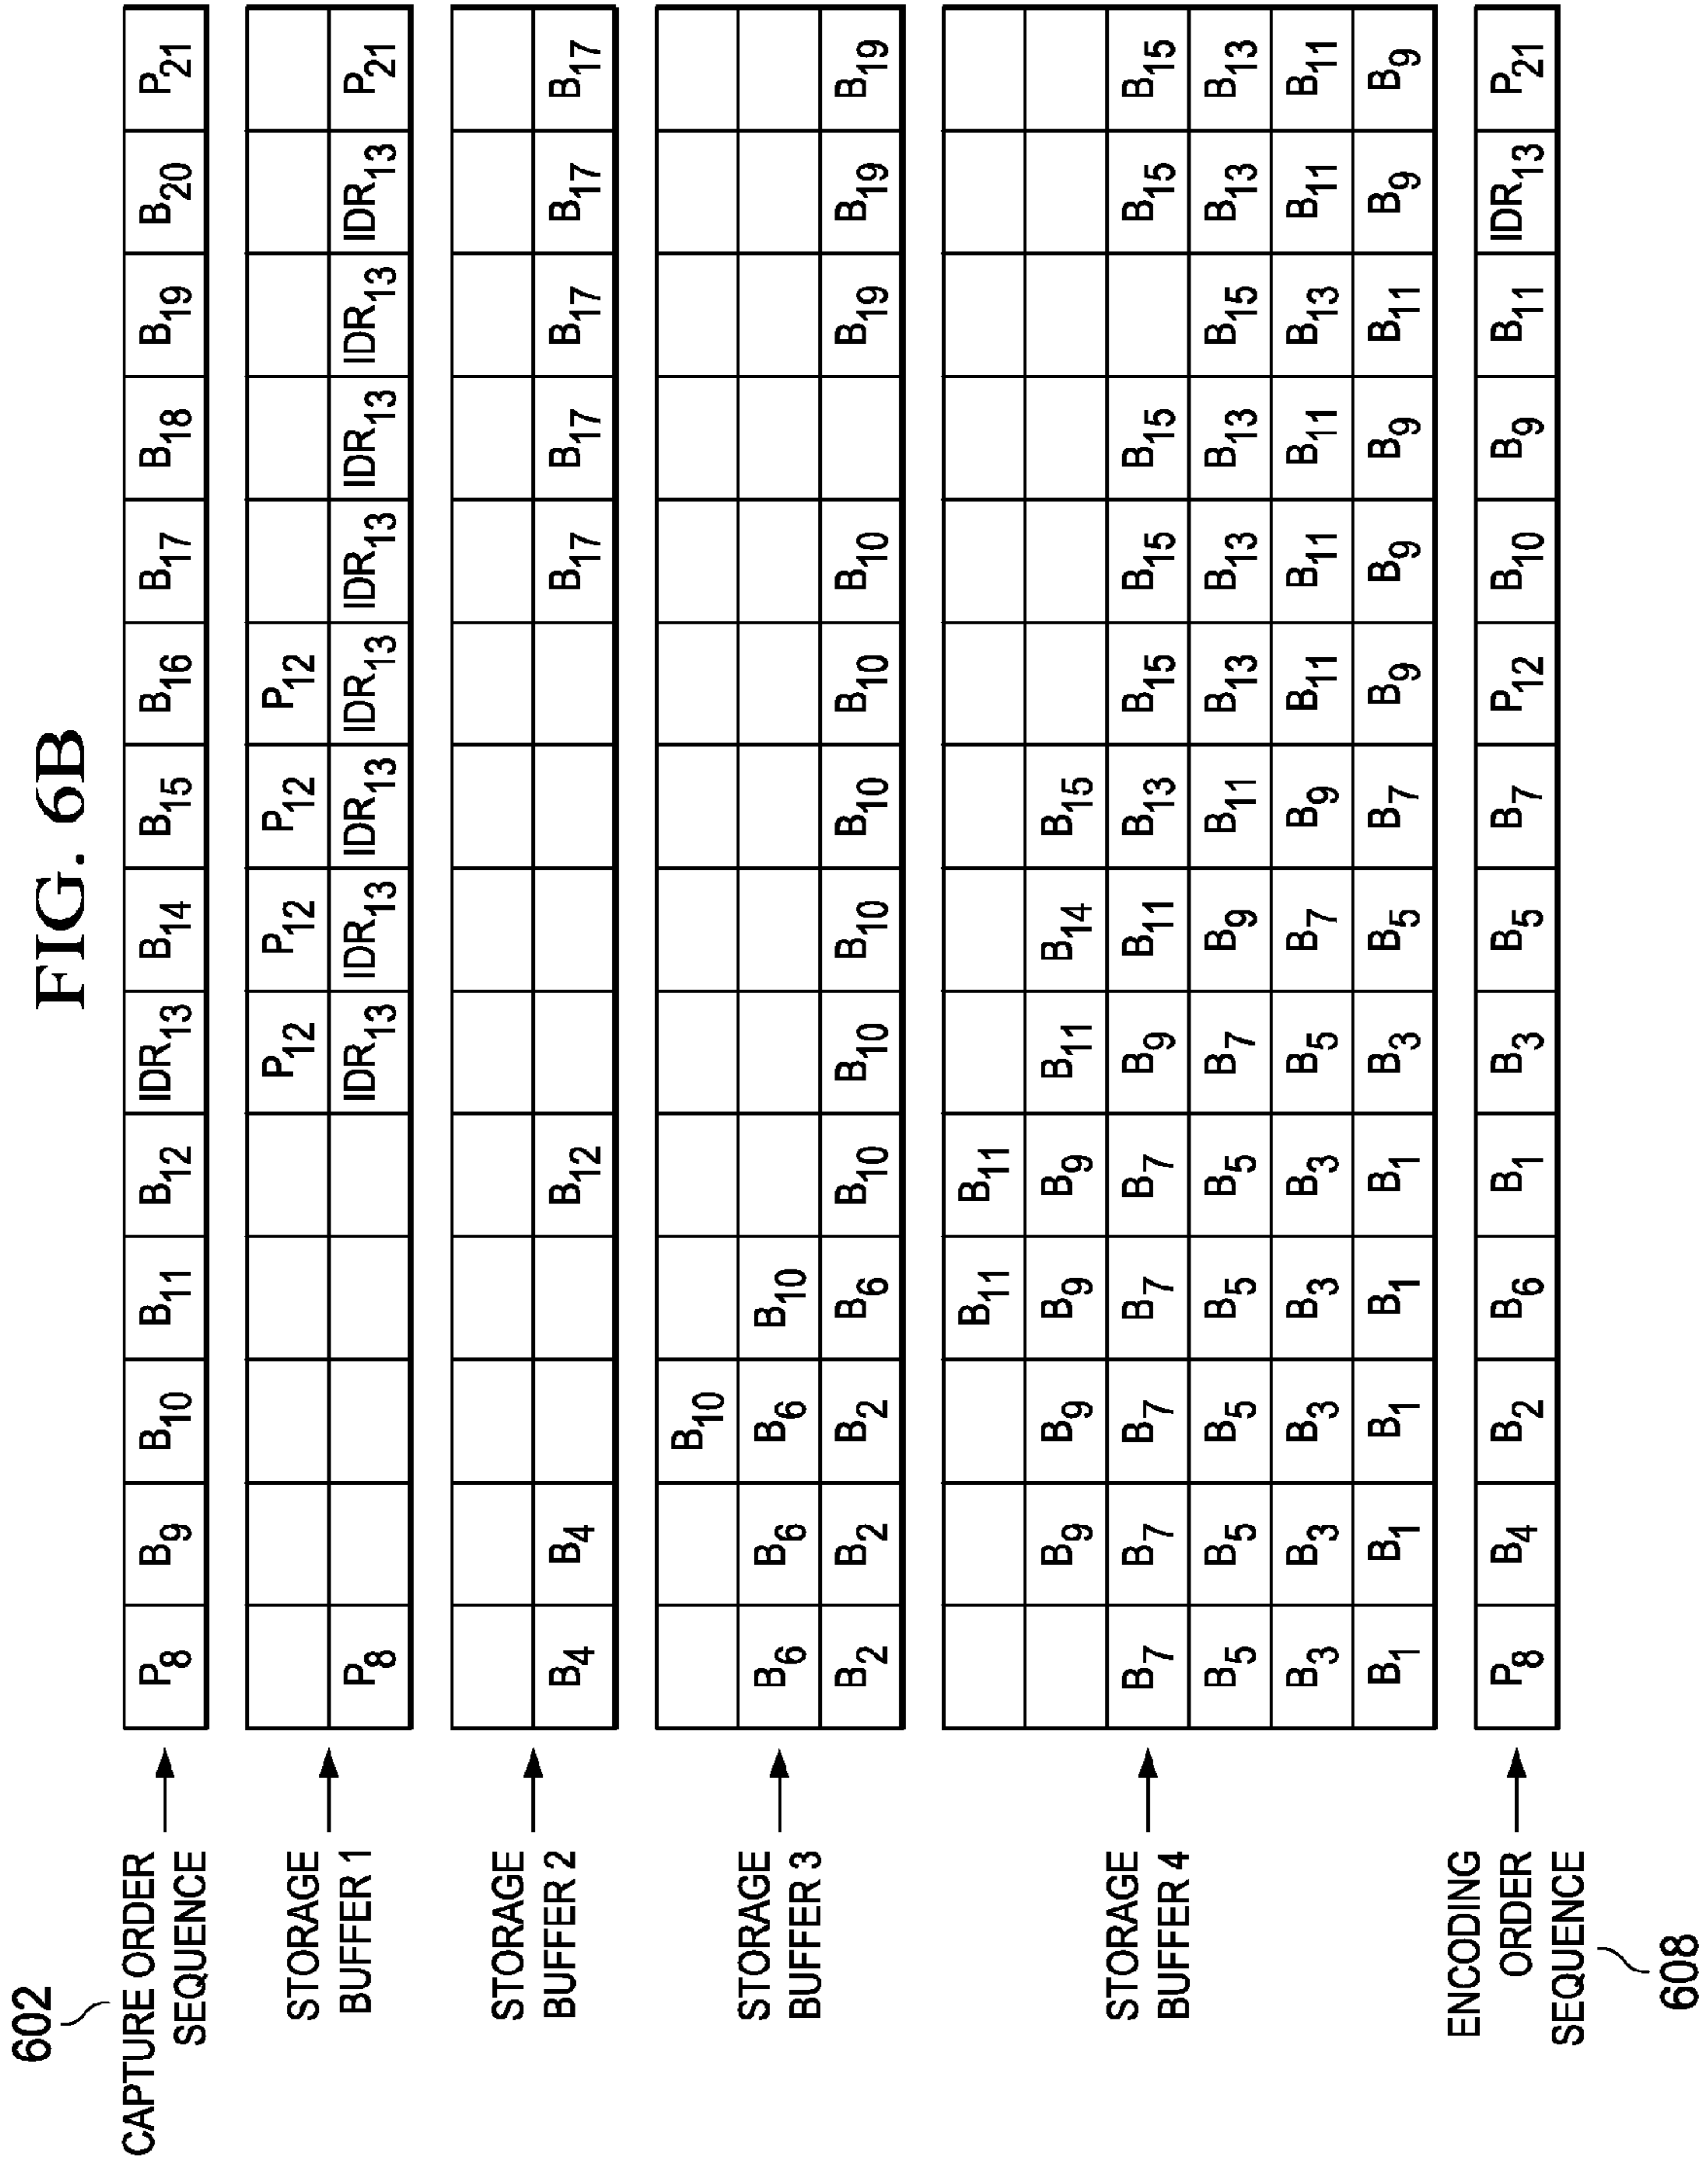 FIG. 6B
602
CAPTURE ORDER
SEQUENCE
P8 B9 B10 B11 B12 IDR13 B14 B15 B16 B17 B18 B19 B20 P21
STORAGE
BUFFER 1
P12 P12 P12 P12
P8 IDR13 IDR13 IDR13 IDR13 IDR13 IDR13 IDR13 IDR13 P21
STORAGE
BUFFER 2
B4 B4 B12 B17 B17 B17 B17 B17
STORAGE
BUFFER 3
B10
B6 B6 B6 B10
B2 B2 B2 B6 B10 B10 B10 B10 B10 B10 B19 B19 B19
STORAGE
BUFFER 4
B11 B11
B9 B9 B9 B9 B11 B14 B15
B7 B7 B7 B7 B7 B9 B11 B13 B15 B15 B15 B15 B15
B5 B5 B5 B5 B5 B7 B9 B11 B13 B13 B13 B15 B13 B13
B3 B3 B3 B3 B3 B5 B7 B9 B11 B11 B11 B13 B11 B11
B1 B1 B1 B1 B1 B3 B5 B7 B9 B9 B9 B11 B9 B9
ENCODING
ORDER
SEQUENCE
P8 B4 B2 B6 B1 B3 B5 B7 P12 B10 B9 B11 IDR13 P21
608